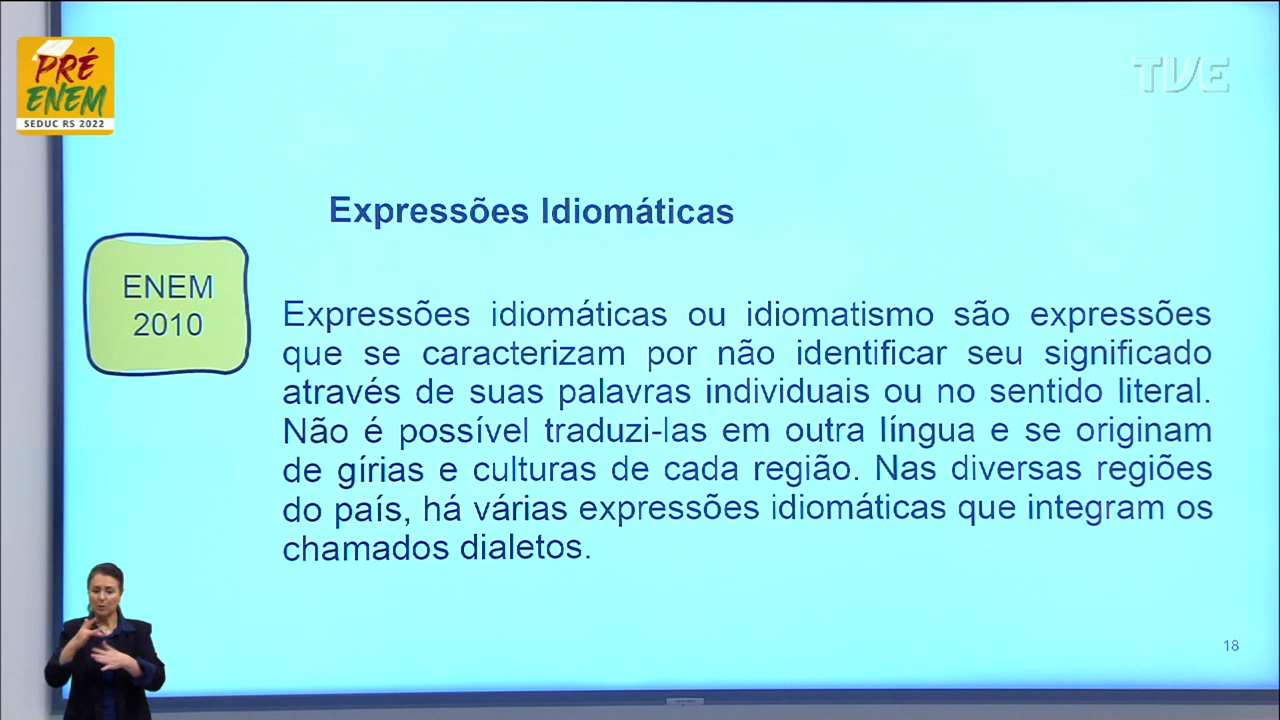 PRÉ
ENEM
SEDUC RS 2022
TVE
Expressões Idiomáticas
ENEM
2010
Expressões idiomáticas ou idiomatismo são expressões
que se caracterizam por não identificar seu significado
através de suas palavras individuais ou no sentido literal.
Não é possível traduzi-las em outra língua e se originam
de gírias e culturas de cada região. Nas diversas regiões
do país, há várias expressões idiomáticas que integram os
chamados dialetos.
18